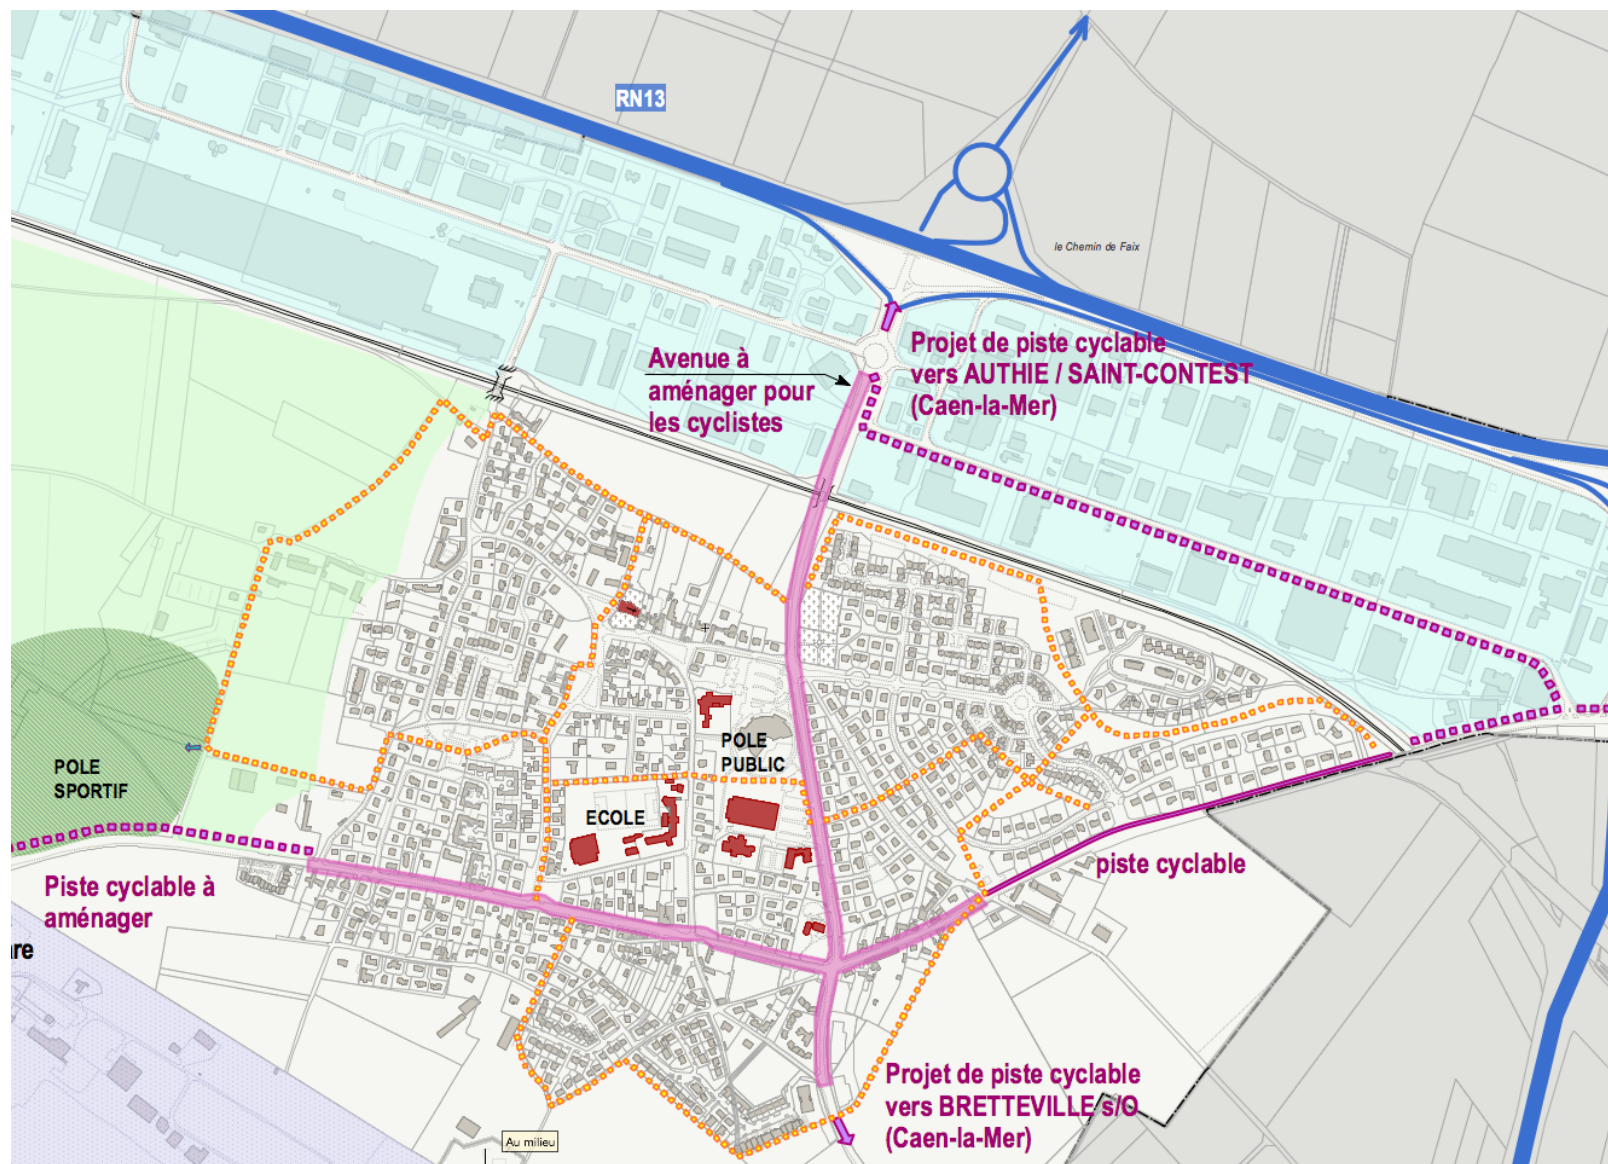 RN13
le Chemin de Faix
Projet de piste cyclable
vers AUTHIE / SAINT-CONTEST
(Caen-la-Mer)
Avenue à
aménager pour
les cyclistes
POLE
PUBLIC
POLE
SPORTIF
ECOLE
piste cyclable
Piste cyclable à
aménager
are
Projet de piste cyclable
vers BRETTEVILLE s/O
(Caen-la-Mer)
Au milieu